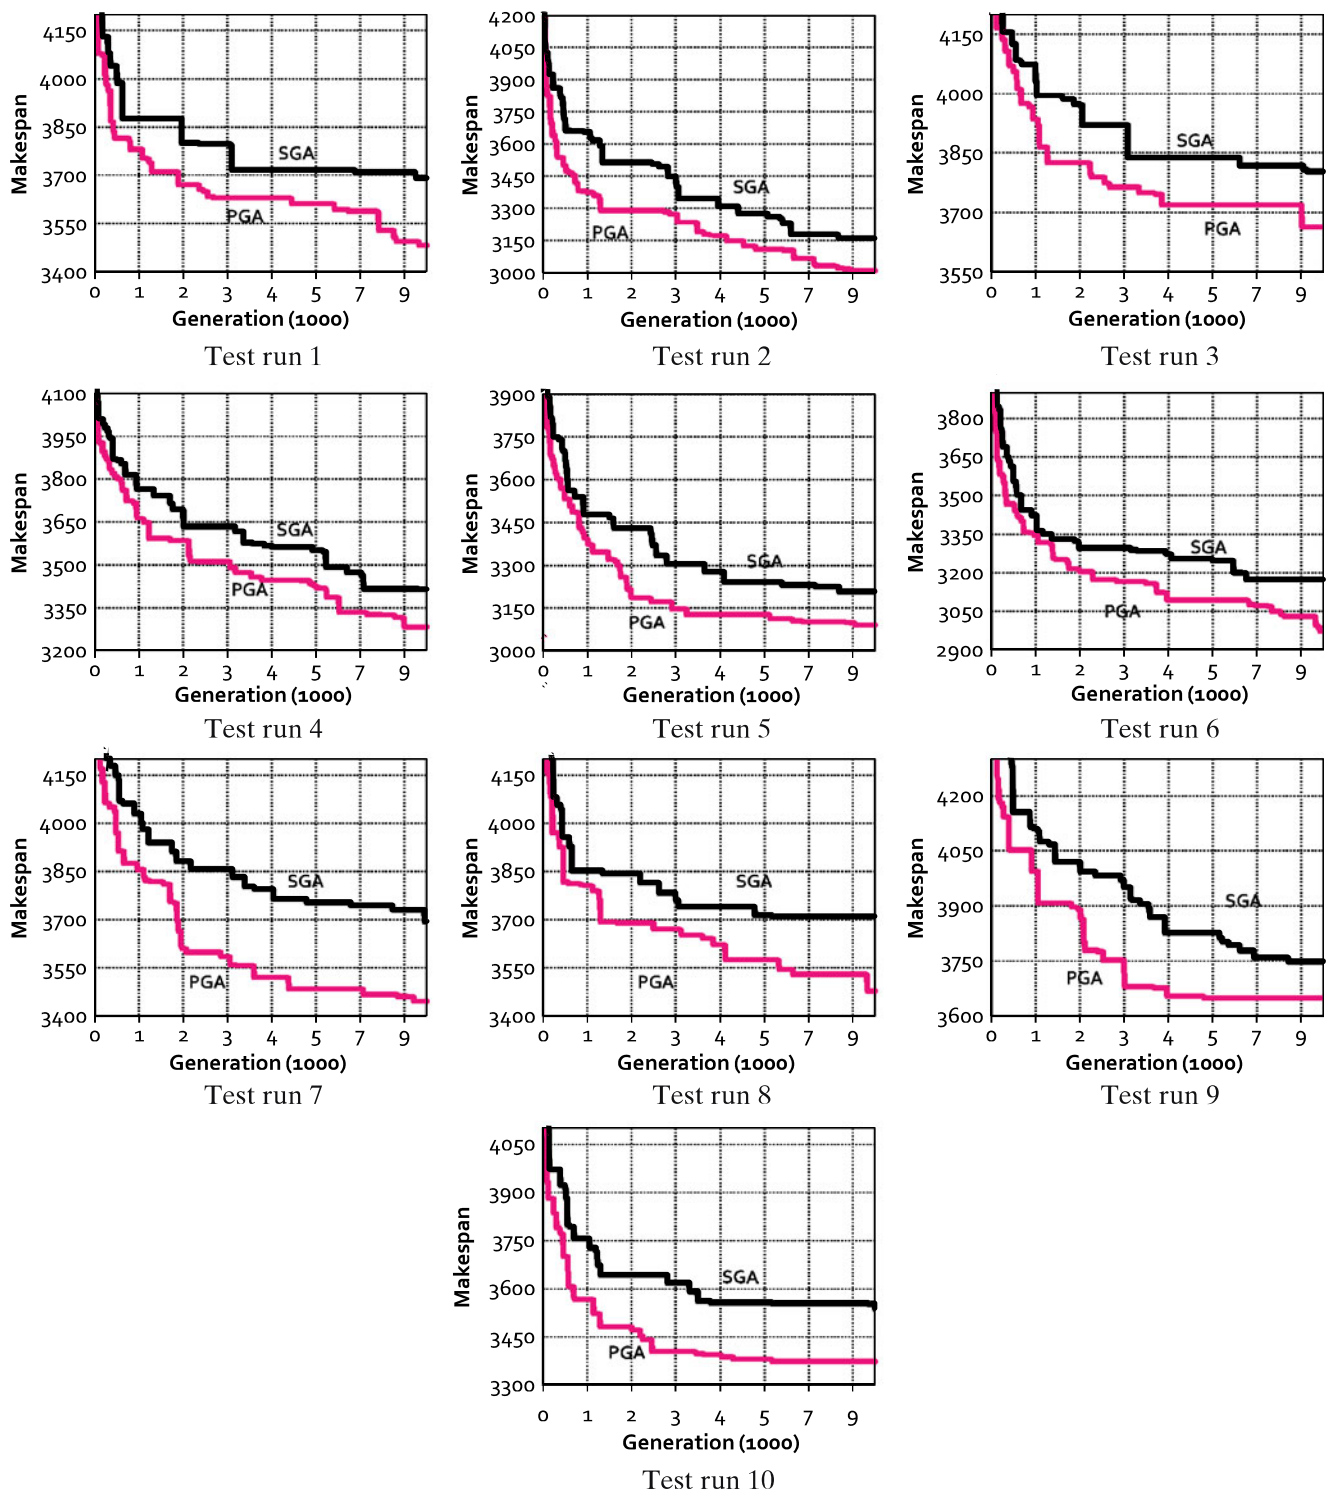 4150
4000
3850
3700
3550
3400
Makespan
SGA
PGA
0 1 2 3 4 5 7 9
Generation (1000)
Test run 1
4200
4050
3900
3750
3600
3450
3300
3150
3000
Makespan
SGA
PGA
0 1 2 3 4 5 7 9
Generation (1000)
Test run 2
4150
4000
3850
3700
3550
Makespan
SGA
PGA
0 1 2 3 4 5 7 9
Generation (1000)
Test run 3
4100
3950
3800
3650
3500
3350
3200
Makespan
SGA
PGA
0 1 2 3 4 5 7 9
Generation (1000)
Test run 4
3900
3750
3600
3450
3300
3150
3000
Makespan
SGA
PGA
0 1 2 3 4 5 7 9
Generation (1000)
Test run 5
3800
3650
3500
3350
3200
3050
2900
Makespan
SGA
PGA
0 1 2 3 4 5 7 9
Generation (1000)
Test run 6
4150
4000
3850
3700
3550
3400
Makespan
SGA
PGA
0 1 2 3 4 5 7 9
Generation (1000)
Test run 7
4150
4000
3850
3700
3550
3400
Makespan
SGA
PGA
0 1 2 3 4 5 7 9
Generation (1000)
Test run 8
4200
4050
3900
3750
3600
Makespan
SGA
PGA
0 1 2 3 4 5 7 9
Generation (1000)
Test run 9
4050
3900
3750
3600
3450
3300
Makespan
SGA
PGA
0 1 2 3 4 5 7 9
Generation (1000)
Test run 10